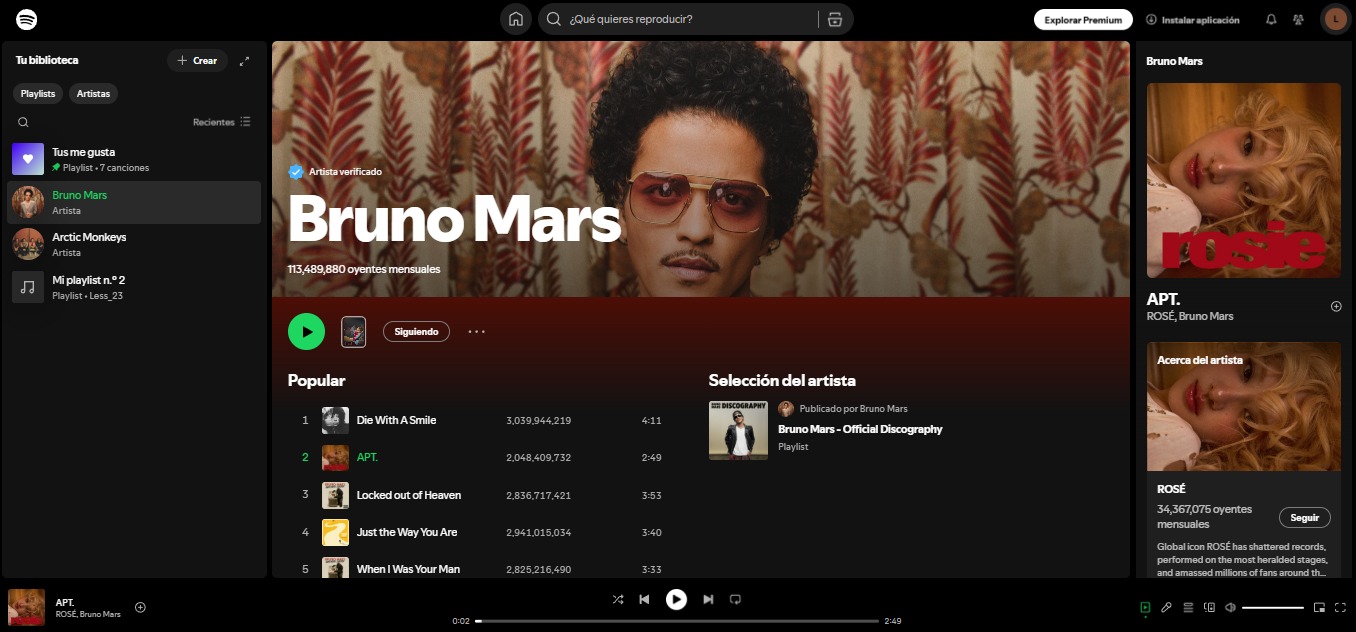 ¿Qué quieres reproducir?
Explorar Premium
Instalar aplicación
L
Tu biblioteca
Crear
Playlists
Artistas
Recientes
Tus me gusta
Playlist • 7 canciones
Bruno Mars
Artista
Arctic Monkeys
Artista
Mi playlist n.º 2
Playlist • Less_23
Artista verificado
Bruno Mars
113,489,880 oyentes mensuales
Siguiendo
Popular
1 Die With A Smile 3,039,944,219 4:11
2 APT. 2,048,409,732 2:49
3 Locked out of Heaven 2,836,717,421 3:53
4 Just the Way You Are 2,941,015,034 3:40
5 When I Was Your Man 2,825,216,490 3:33
Selección del artista
DISCOGRAPHY
Publicado por Bruno Mars
Bruno Mars - Official Discography
Playlist
Bruno Mars
rosie
APT.
ROSÉ, Bruno Mars
Acerca del artista
ROSÉ
34,367,075 oyentes
mensuales
Seguir
Global icon ROSÉ has shattered records,
performed on the most heralded stages,
and amassed millions of fans around th...
APT.
ROSÉ, Bruno Mars
0:02
2:49